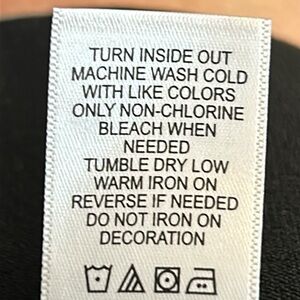 TURN INSIDE OUT
MACHINE WASH COLD
WITH LIKE COLORS
ONLY NON-CHLORINE
BLEACH WHEN
NEEDED
TUMBLE DRY LOW
WARM IRON ON
REVERSE IF NEEDED
DO NOT IRON ON
DECORATION